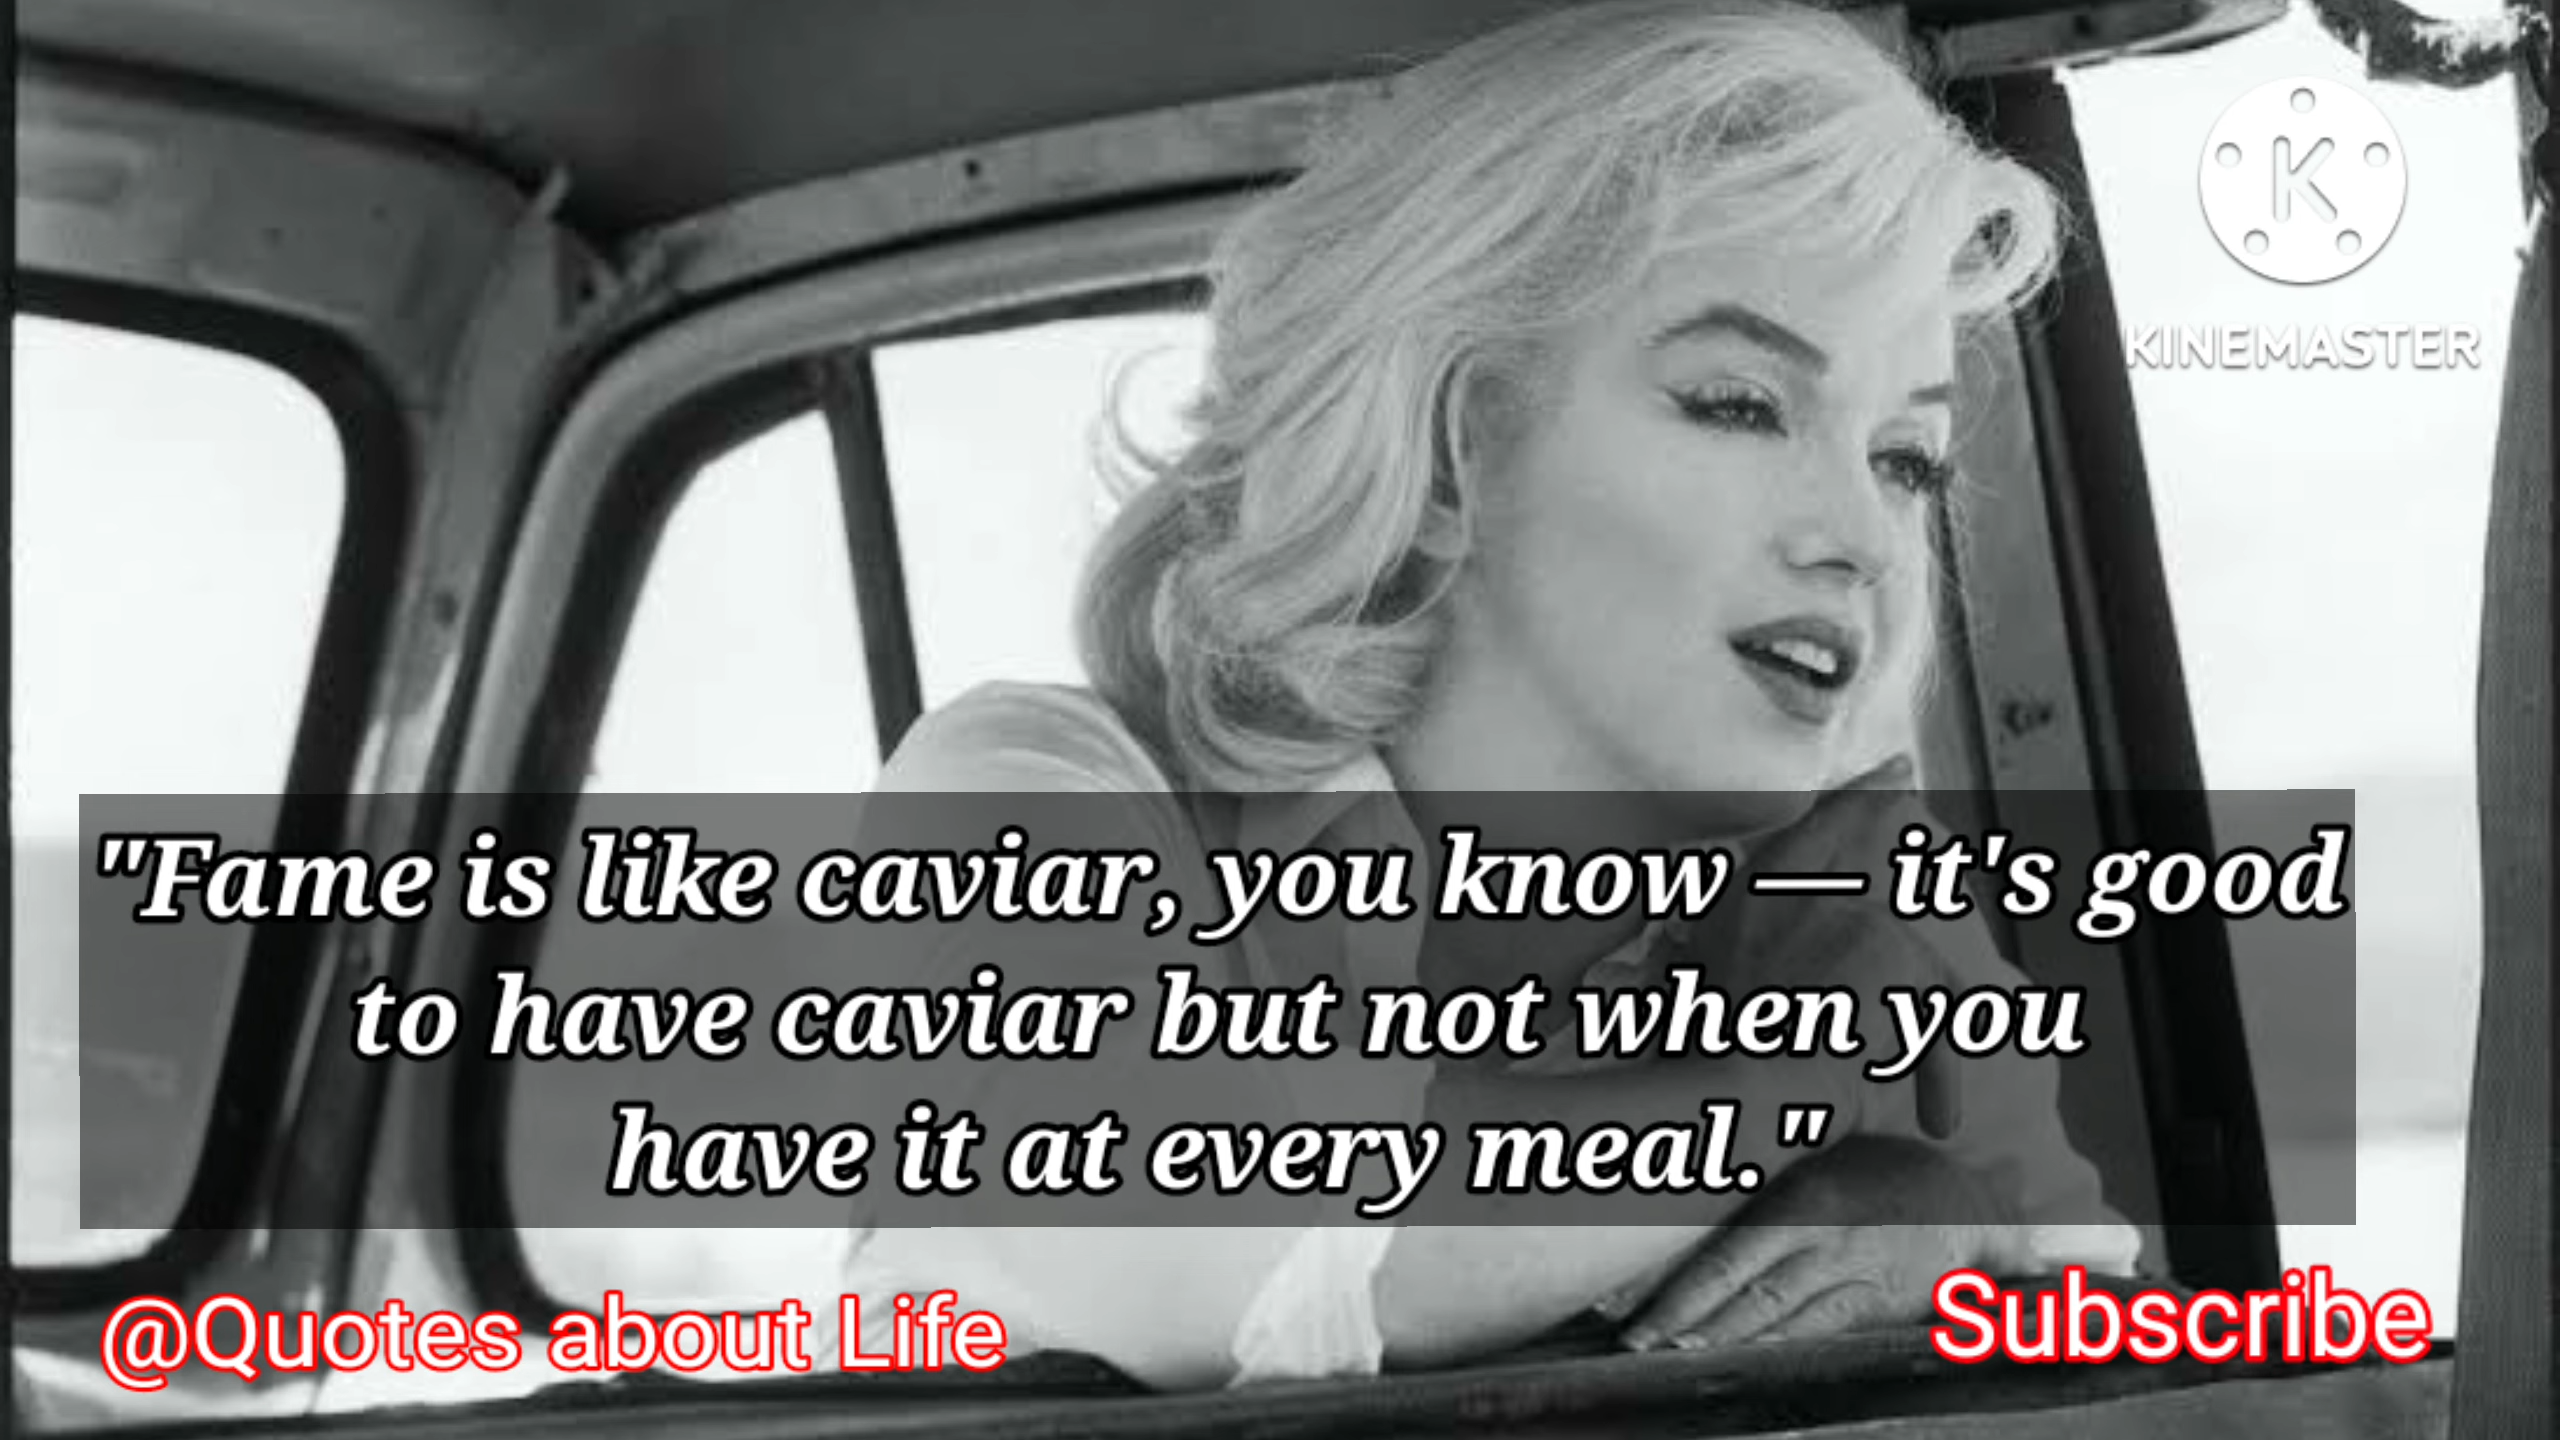 KINEMASTER
"Fame is like caviar, you know — it's good
to have caviar but not when you
have it at every meal."
@Quotes about Life
Subscribe